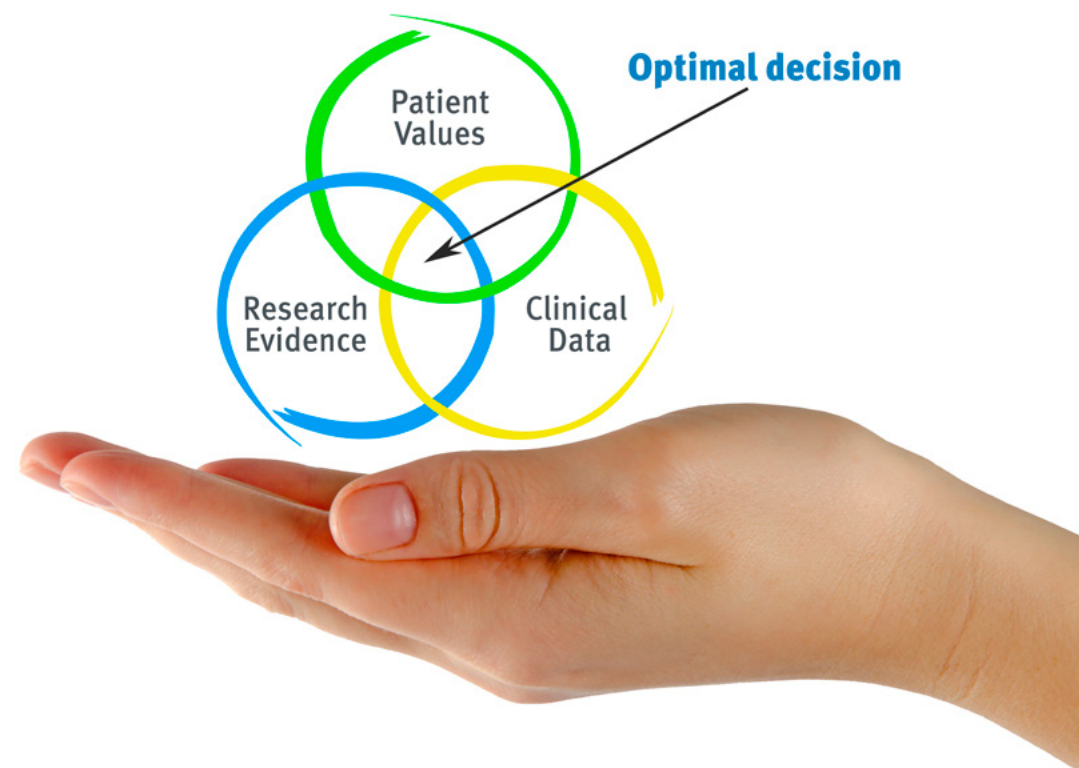 Optimal decision
Patient
Values
Research
Evidence
Clinical
Data